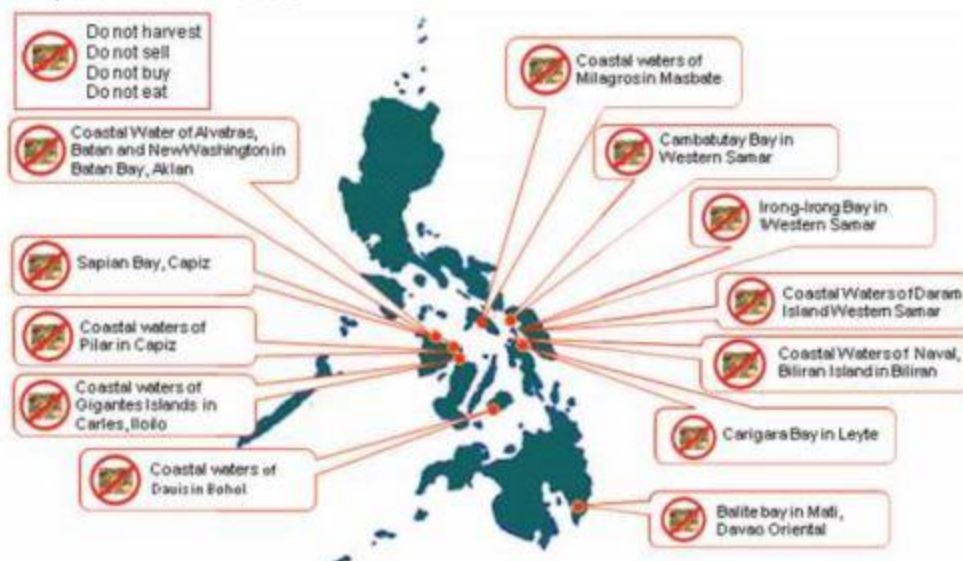 Do not harvest
Do not sell
Do not buy
Do not eat
Coastal waters of
Milagros in Masbate
Coastal Water of Alvatras,
Batan and NewWashington in
Batan Bay, Aklan
Cambatutay Bay in
Western Samar
Irong-Irong Bay in
Western Samar
Sapian Bay, Capiz
Coastal Waters of Daram
Island Western Samar
Coastal waters of
Pilar in Capiz
Coastal Waters of Naval,
Biliran Island in Biliran
Coastal waters of
Gigantes Islands in
Carles, Iloilo
Carigara Bay in Leyte
Coastal waters of
Dauis in Bohol
Balite bay in Mati,
Davao Oriental